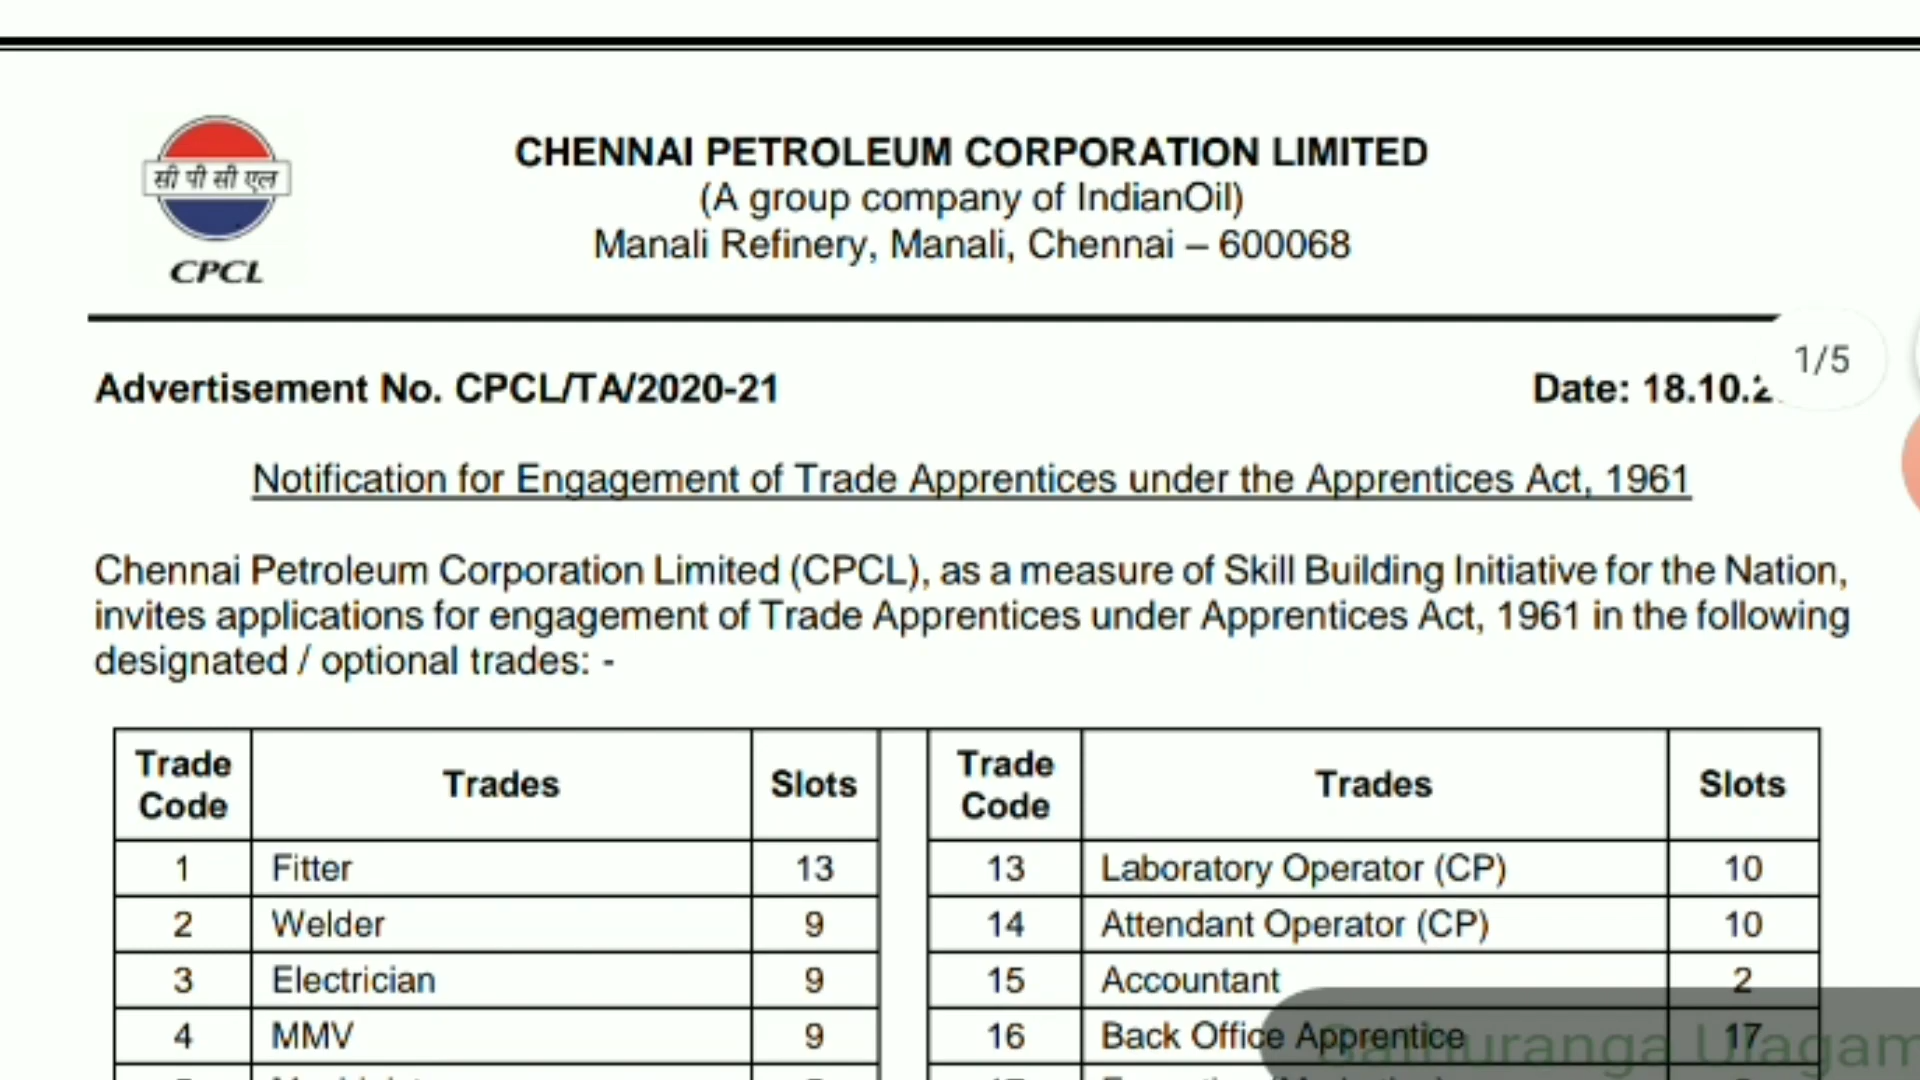 सी पी सी एल
CPCL
CHENNAI PETROLEUM CORPORATION LIMITED
(A group company of IndianOil)
Manali Refinery, Manali, Chennai – 600068
1/5
Advertisement No. CPCL/TA/2020-21 Date: 18.10.2
Notification for Engagement of Trade Apprentices under the Apprentices Act, 1961
Chennai Petroleum Corporation Limited (CPCL), as a measure of Skill Building Initiative for the Nation,
invites applications for engagement of Trade Apprentices under Apprentices Act, 1961 in the following
designated / optional trades: -
Trade Code Trades Slots Trade Code Trades Slots
1 Fitter 13 13 Laboratory Operator (CP) 10
2 Welder 9 14 Attendant Operator (CP) 10
3 Electrician 9 15 Accountant 2
4 MMV 9 16 Back Office Apprentice 17
Ulagam